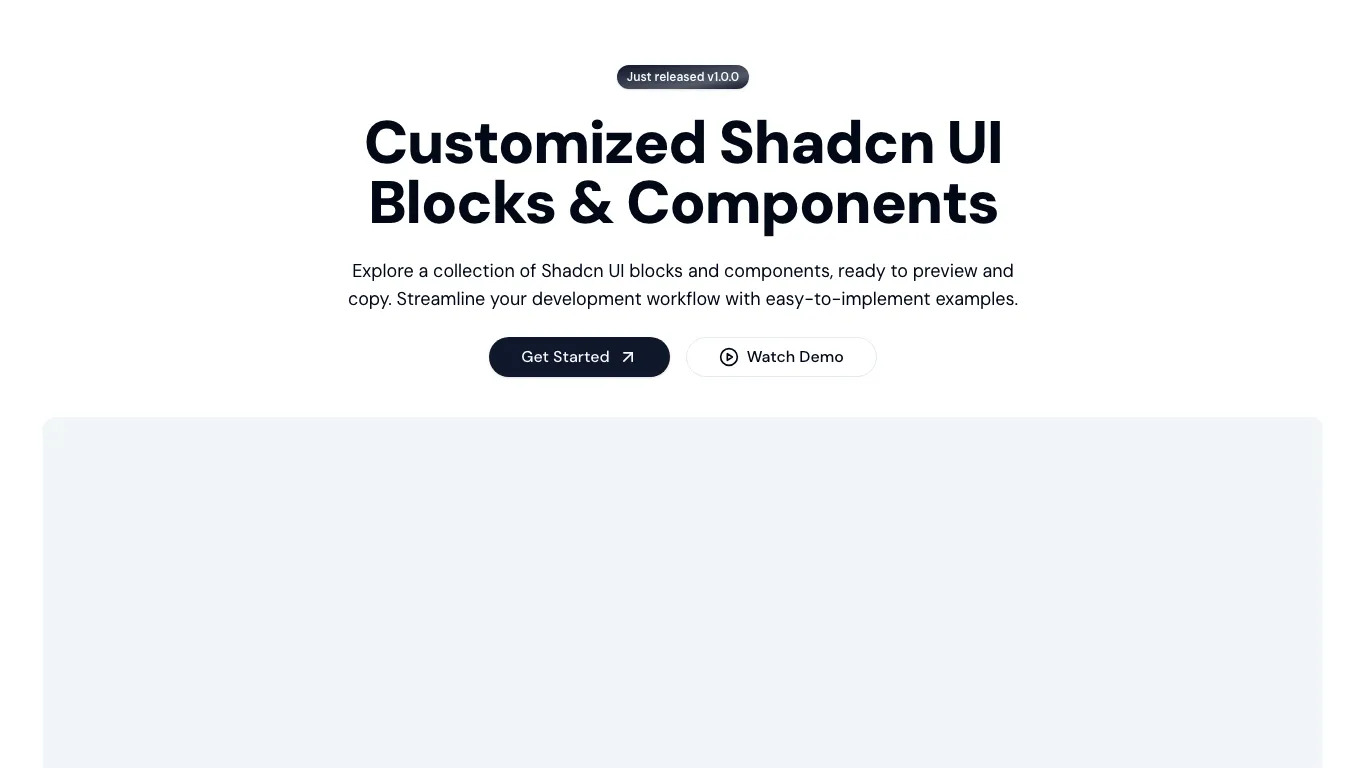 Just released v1.0.0
Customized Shadcn UI
Blocks & Components
Explore a collection of Shadcn UI blocks and components, ready to preview and
copy. Streamline your development workflow with easy-to-implement examples.
Get Started
Watch Demo